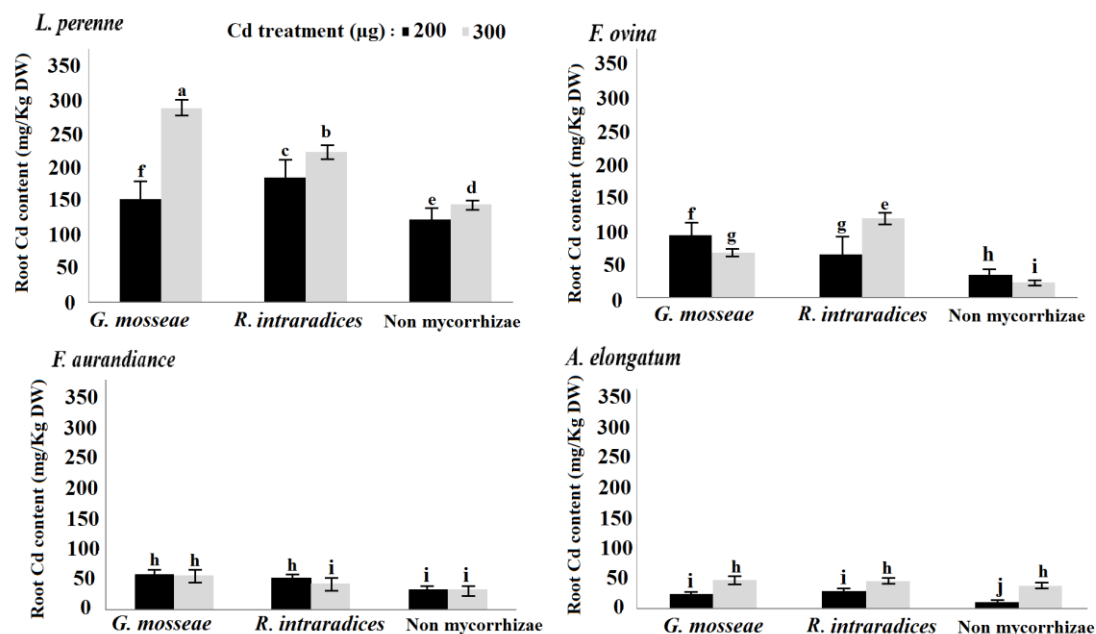 L. perenne
Cd treatment (µg) : 200 300
Root Cd content (mg/Kg DW)
350
300
250
200
150
100
50
0
a
b
c
f
e
d
G. mosseae R. intraradices Non mycorrhizae
F. ovina
Root Cd content (mg/Kg DW)
350
300
250
200
150
100
50
0
f
g
g
e
h
i
G. mosseae R. intraradices Non mycorrhizae
F. aurandiance
Root Cd content (mg/Kg DW)
350
300
250
200
150
100
50
0
h
h
h
i
i
i
G. mosseae R. intraradices Non mycorrhizae
A. elongatum
Root Cd content (mg/Kg DW)
350
300
250
200
150
100
50
0
i
h
i
h
j
h
G. mosseae R. intraradices Non mycorrhizae